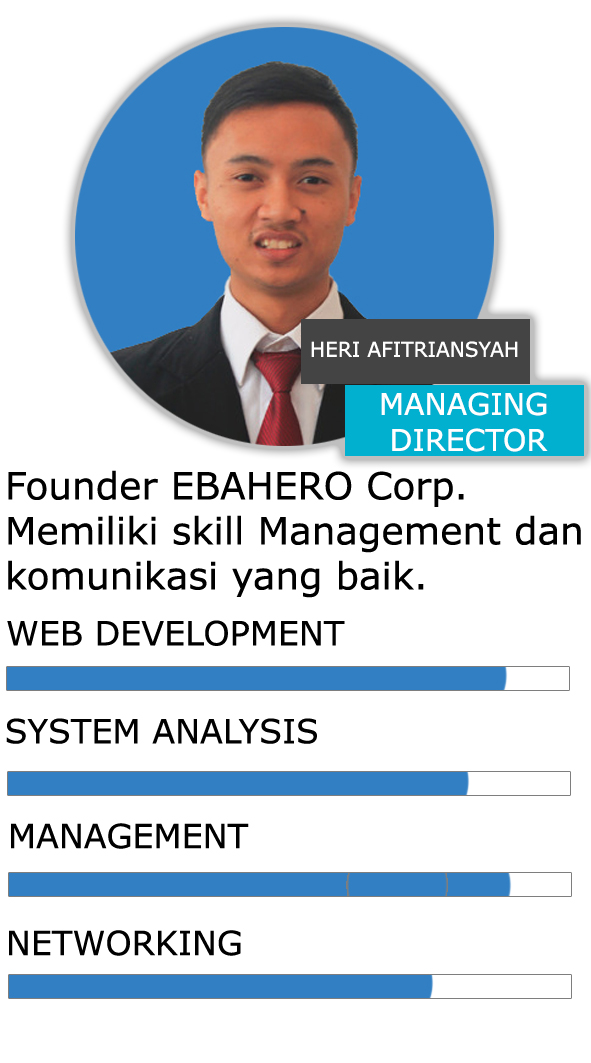 HERI AFITRIANSYAH
MANAGING
DIRECTOR
Founder EBAHERO Corp.
Memiliki skill Management dan
komunikasi yang baik.
WEB DEVELOPMENT
SYSTEM ANALYSIS
MANAGEMENT
NETWORKING